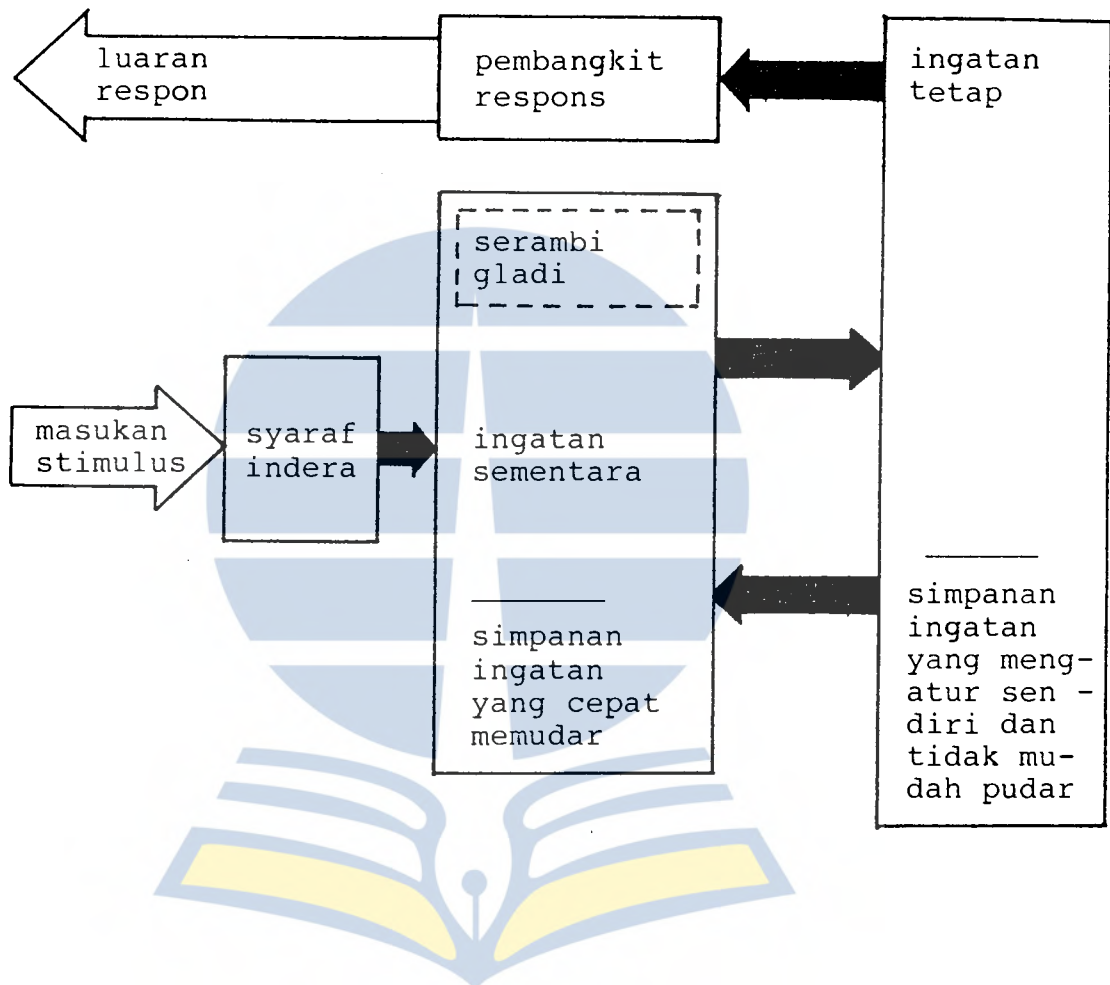 luaran
respon
pembangkit
respons
ingatan
tetap
serambi
gladi
masukan
stimulus
syaraf
indera
ingatan
sementara
simpanan
ingatan
yang cepat
memudar
simpanan
ingatan
yang meng-
atur sen -
diri dan
tidak mu-
dah pudar